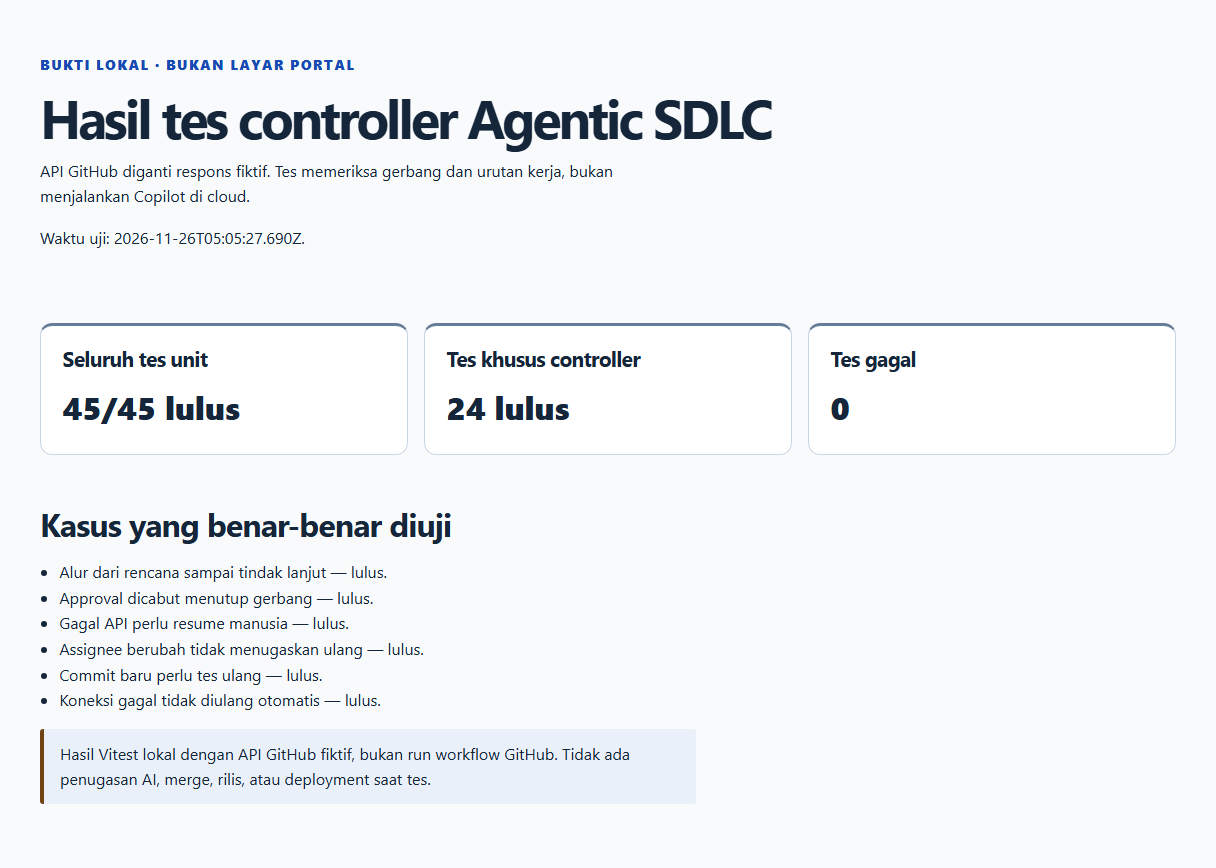 BUKTI LOKAL · BUKAN LAYAR PORTAL
Hasil tes controller Agentic SDLC
API GitHub diganti respons fiktif. Tes memeriksa gerbang dan urutan kerja, bukan
menjalankan Copilot di cloud.
Waktu uji: 2026-11-26T05:05:27.690Z.
Seluruh tes unit
45/45 lulus
Tes khusus controller
24 lulus
Tes gagal
0
Kasus yang benar-benar diuji
• Alur dari rencana sampai tindak lanjut — lulus.
• Approval dicabut menutup gerbang — lulus.
• Gagal API perlu resume manusia — lulus.
• Assignee berubah tidak menugaskan ulang — lulus.
• Commit baru perlu tes ulang — lulus.
• Koneksi gagal tidak diulang otomatis — lulus.
Hasil Vitest lokal dengan API GitHub fiktif, bukan run workflow GitHub. Tidak ada
penugasan AI, merge, rilis, atau deployment saat tes.